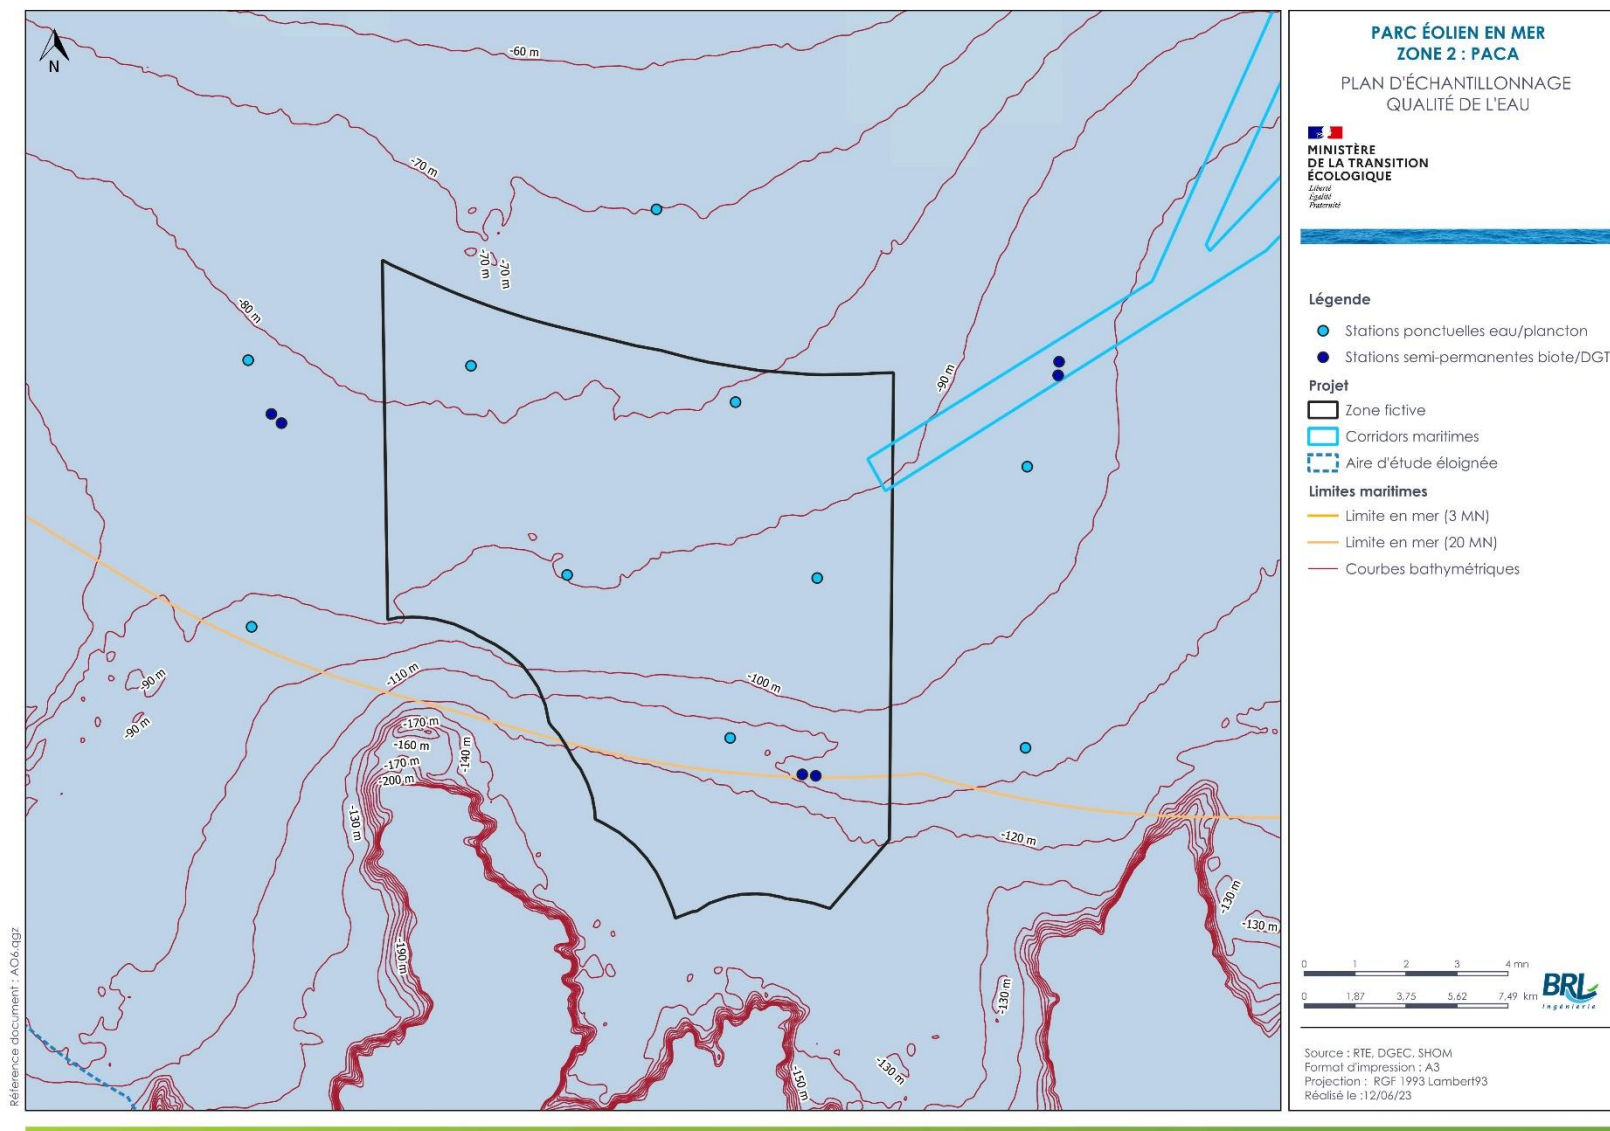 PARC ÉOLIEN EN MER
ZONE 2 : PACA
PLAN D'ÉCHANTILLONNAGE
QUALITÉ DE L'EAU
MINISTÈRE
DE LA TRANSITION
ÉCOLOGIQUE
Liberté
Égalité
Fraternité
Légende
Stations ponctuelles eau/plancton
Stations semi-permanentes biote/DGT
Projet
Zone fictive
Corridors maritimes
Aire d'étude éloignée
Limites maritimes
Limite en mer (3 MN)
Limite en mer (20 MN)
Courbes bathymétriques
0 1 2 3 4 mn
0 1,87 3,75 5,62 7,49 km
BRL
Ingénierie
Source : RTE, DGEC, SHOM
Format d'impression : A3
Projection : RGF 1993 Lambert93
Réalisé le :12/06/23
N
-60 m
-70 m
-70 m
-70 m
-80 m
-90 m
-90 m
-90 m
-100 m
-110 m
-170 m
-160 m
-140 m
-170 m
-200 m
-130 m
-120 m
-190 m
-130 m
-130 m
-130 m
-130 m
-150 m
Référence document : AO6.qgz